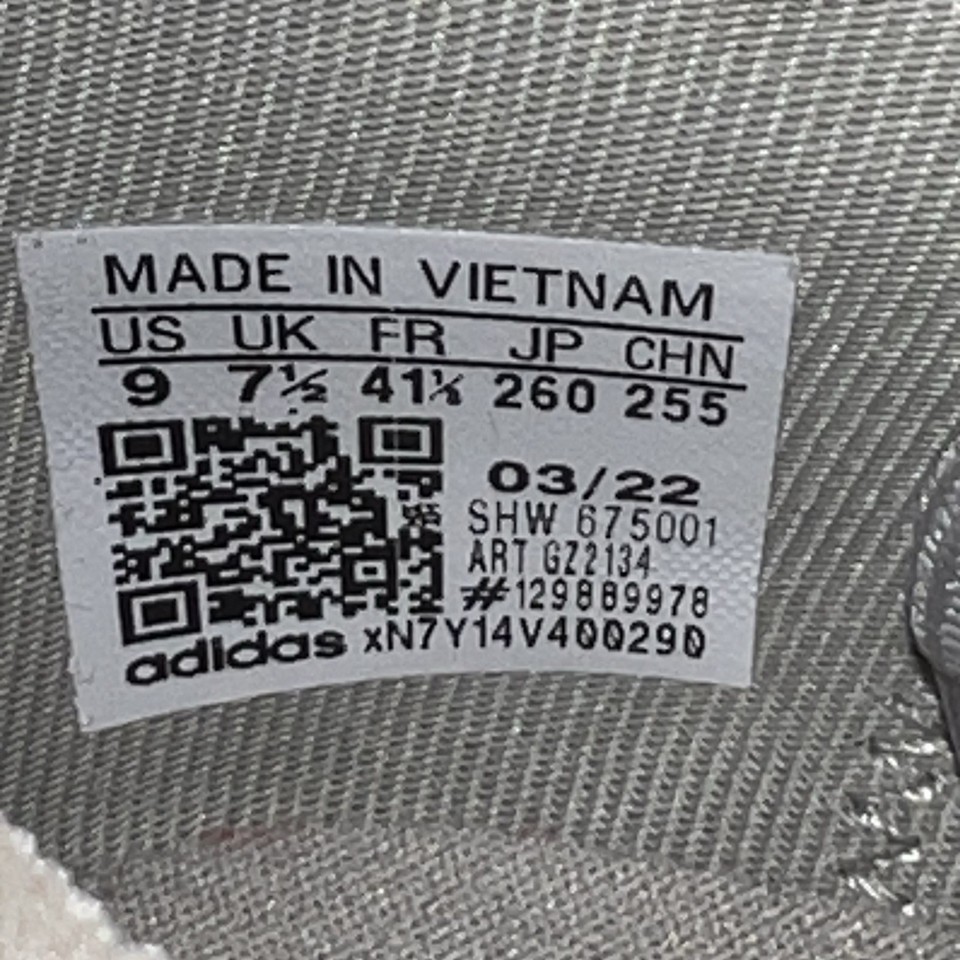 MADE IN VIETNAM
US UK FR JP CHN
9 7½ 41⅓ 260 255
03/22
SHW 675001
ART GZ2134
#129889978
adidas xN7Y14V400290